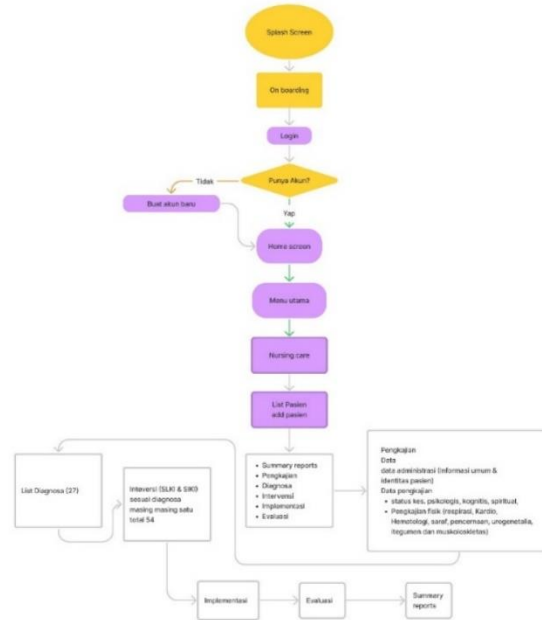 Splash Screen
On boarding
Login
Punya Akun?
Tidak
Buat akun baru
Yap
Home screen
Menu utama
Nursing care
List Pasien
add pasien
• Summary reports
• Pengkajian
• Diagnosa
• Intervensi
• Implementasi
• Evaluasi
Pengkajian
Data
data administrasi (Informasi umum &
identitas pasien)
Data pengkajian
• status kes, psikologis, kognitis, spiritual,
• Pengkajian fisik (respirasi, Kardio,
Hematologi, saraf, pencernaan, urogenetalia,
itegumen dan muskoloskletas)
List Diagnosa (27)
Intevensi (SLKI & SIKI)
sesuai diagnosa
masing masing satu
total 54
Implementasi
Evaluasi
Summary
reports